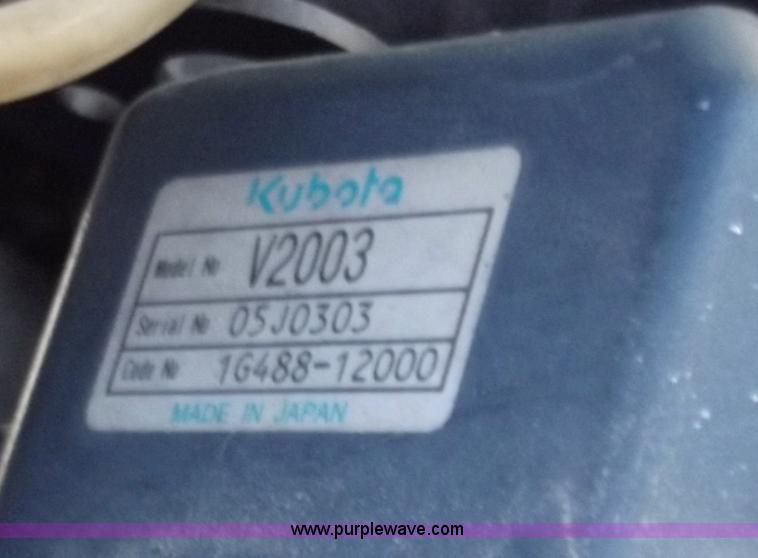 Kubota
Model No V2003
Serial No 05J0303
Code No 1G488-12000
MADE IN JAPAN
www.purplewave.com